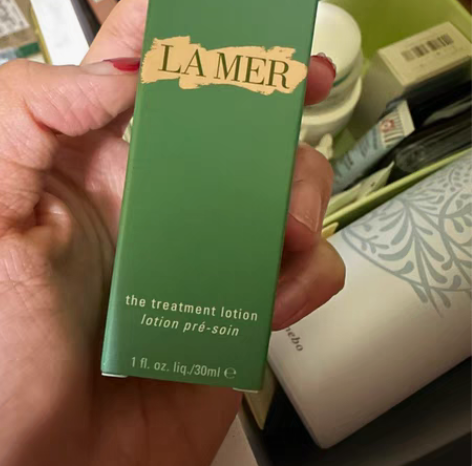 LA MER
the treatment lotion
lotion pré-soin
1 fl. oz. liq./30ml ℮